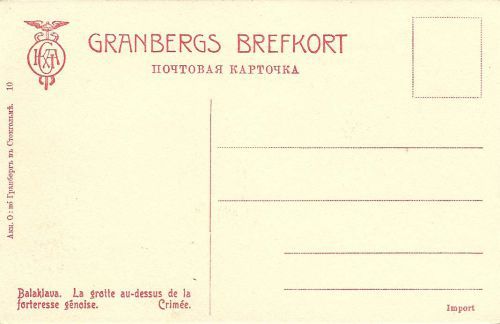 GRANBERGS BREFKORT
ПОЧТОВАЯ КАРТОЧКА
Акц. О:во Гранбергъ въ Стокгольмѣ. 10
Balaklava. La grotte au-dessus de la
forteresse génoise. Crimée.
Import